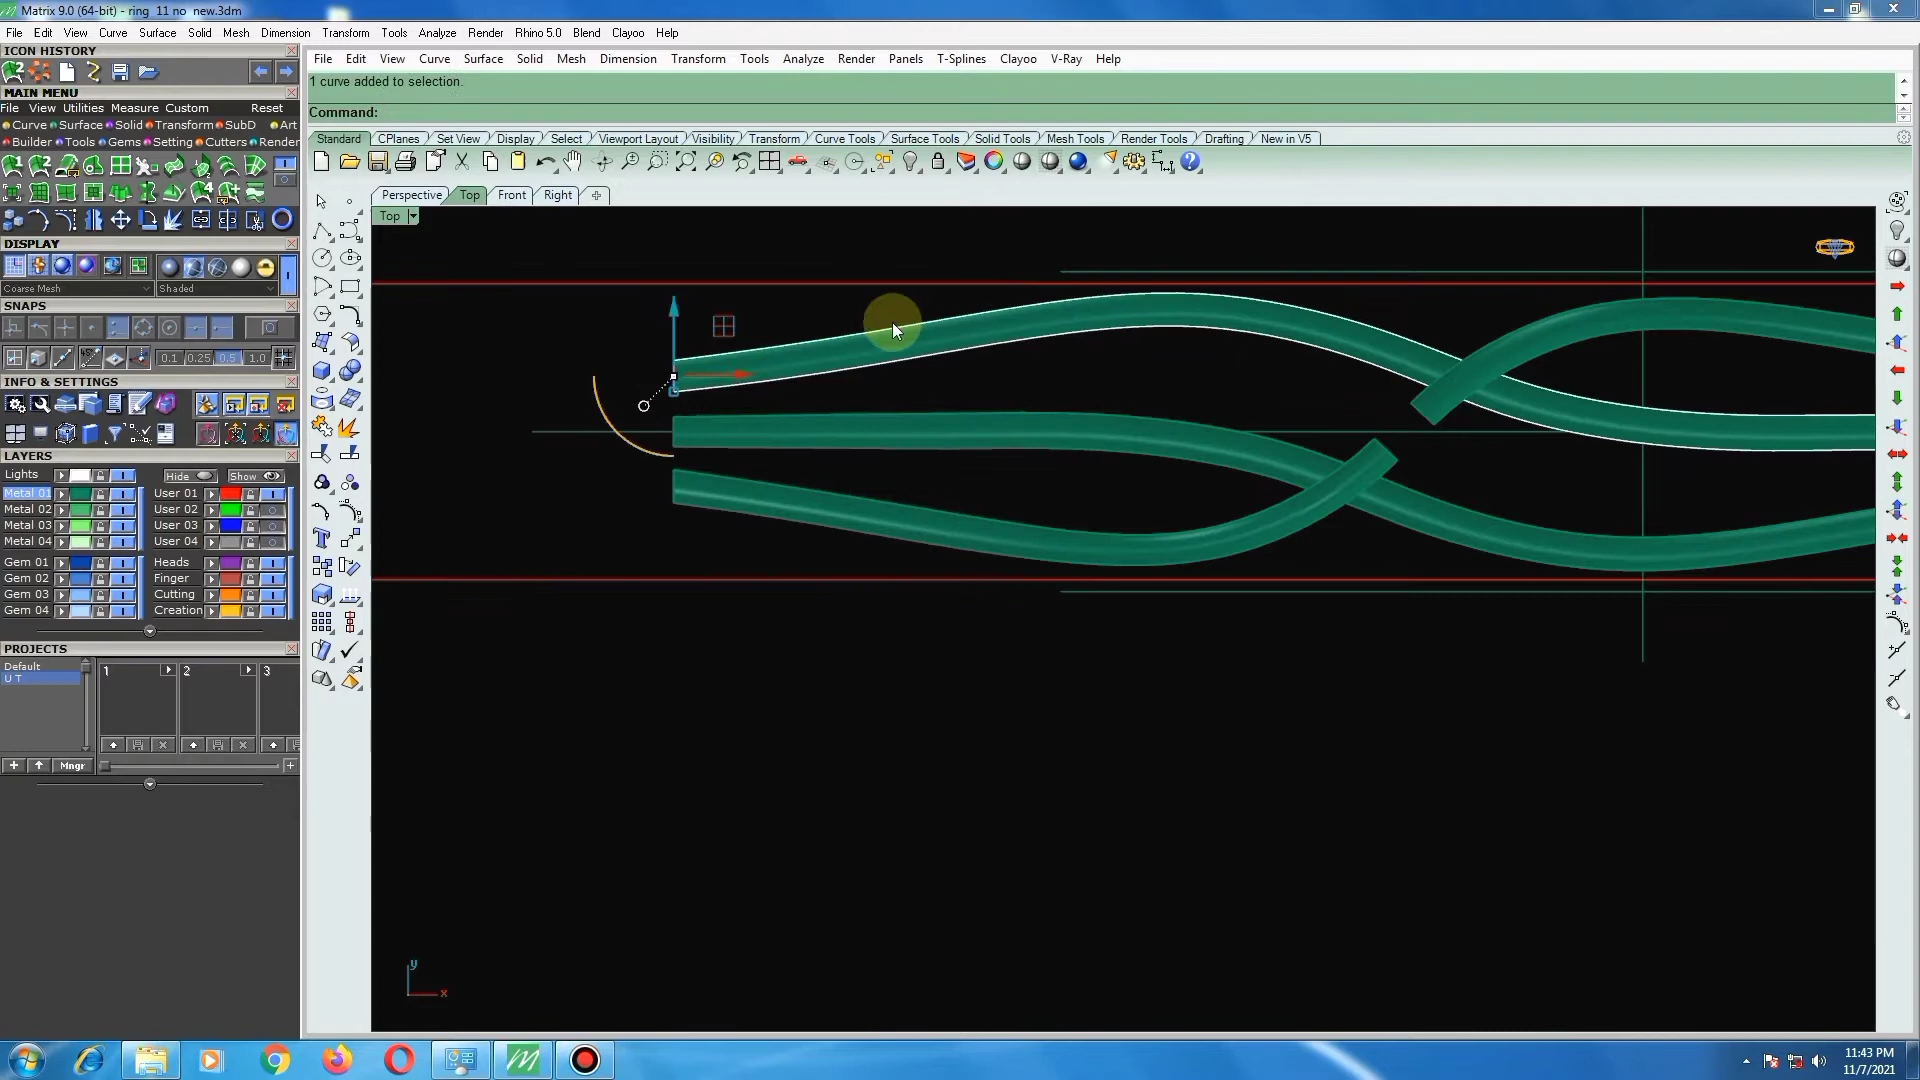 Matrix 9.0 (64-bit) - ring  11 no  new.3dm
File Edit View Curve Surface Solid Mesh Dimension Transform Tools Analyze Render Rhino 5.0 Blend Clayoo Help
ICON HISTORY
MAIN MENU
File View Utilities Measure Custom Reset
Curve Surface Solid Transform SubD Art
Builder Tools Gems Setting Cutters Render
DISPLAY
Coarse Mesh Shaded
SNAPS
0.1 0.25 0.5 1.0
INFO & SETTINGS
LAYERS
Lights Hide Show
Metal 01 User 01
Metal 02 User 02
Metal 03 User 03
Metal 04 User 04
Gem 01 Heads
Gem 02 Finger
Gem 03 Cutting
Gem 04 Creation
PROJECTS
Default
U T
1 2 3
Mngr
File Edit View Curve Surface Solid Mesh Dimension Transform Tools Analyze Render Panels T-Splines Clayoo V-Ray Help
1 curve added to selection.
Command:
Standard CPlanes Set View Display Select Viewport Layout Visibility Transform Curve Tools Surface Tools Solid Tools Mesh Tools Render Tools Drafting New in V5
Perspective Top Front Right
Top
y
x
11:43 PM
11/7/2021